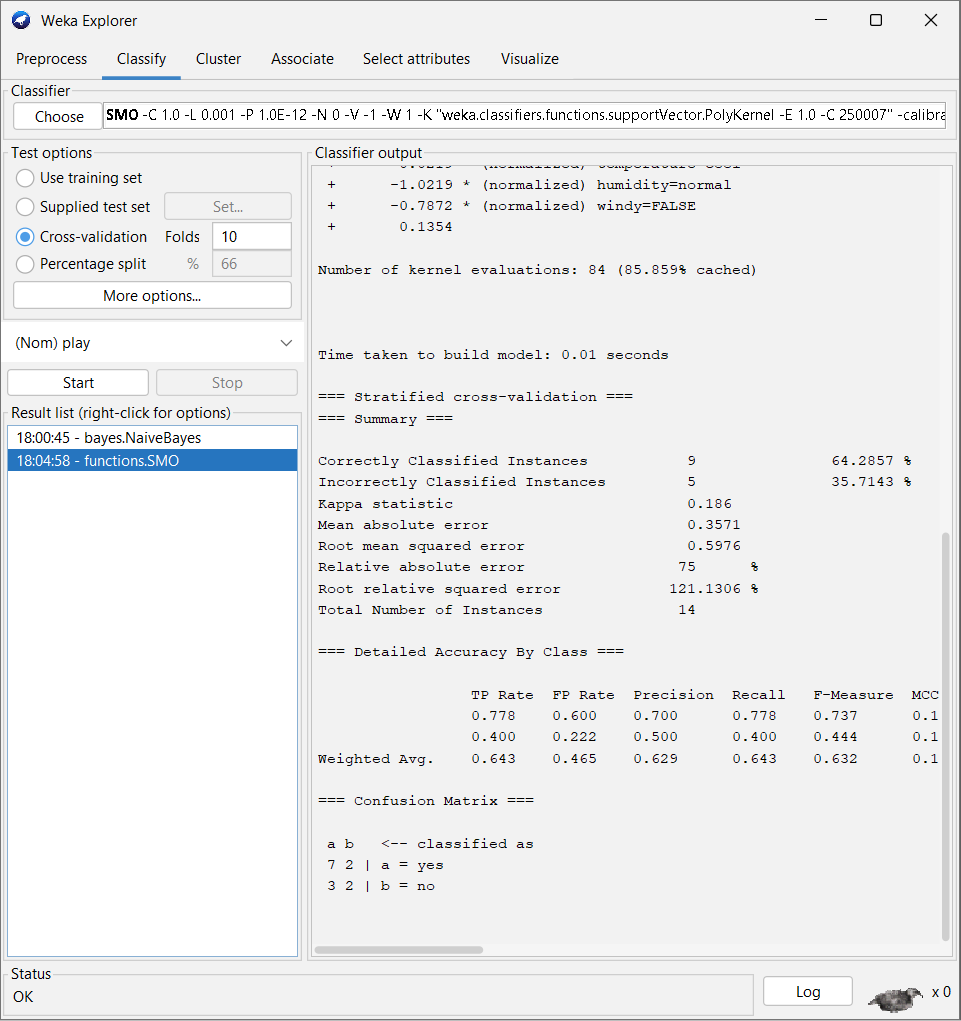 Weka Explorer
Preprocess Classify Cluster Associate Select attributes Visualize
Classifier
Choose SMO -C 1.0 -L 0.001 -P 1.0E-12 -N 0 -V -1 -W 1 -K "weka.classifiers.functions.supportVector.PolyKernel -E 1.0 -C 250007" -calibra
Test options
Use training set
Supplied test set Set...
Cross-validation Folds 10
Percentage split % 66
More options...
(Nom) play
Start Stop
Result list (right-click for options)
18:00:45 - bayes.NaiveBayes
18:04:58 - functions.SMO
Classifier output
+ -1.0219 * (normalized) humidity=normal
+ -0.7872 * (normalized) windy=FALSE
+ 0.1354
Number of kernel evaluations: 84 (85.859% cached)
Time taken to build model: 0.01 seconds
=== Stratified cross-validation ===
=== Summary ===
Correctly Classified Instances 9 64.2857 %
Incorrectly Classified Instances 5 35.7143 %
Kappa statistic 0.186
Mean absolute error 0.3571
Root mean squared error 0.5976
Relative absolute error 75 %
Root relative squared error 121.1306 %
Total Number of Instances 14
=== Detailed Accuracy By Class ===
TP Rate FP Rate Precision Recall F-Measure MCC
0.778 0.600 0.700 0.778 0.737 0.1
0.400 0.222 0.500 0.400 0.444 0.1
Weighted Avg. 0.643 0.465 0.629 0.643 0.632 0.1
=== Confusion Matrix ===
a b <-- classified as
7 2 | a = yes
3 2 | b = no
Status
OK
Log
x 0